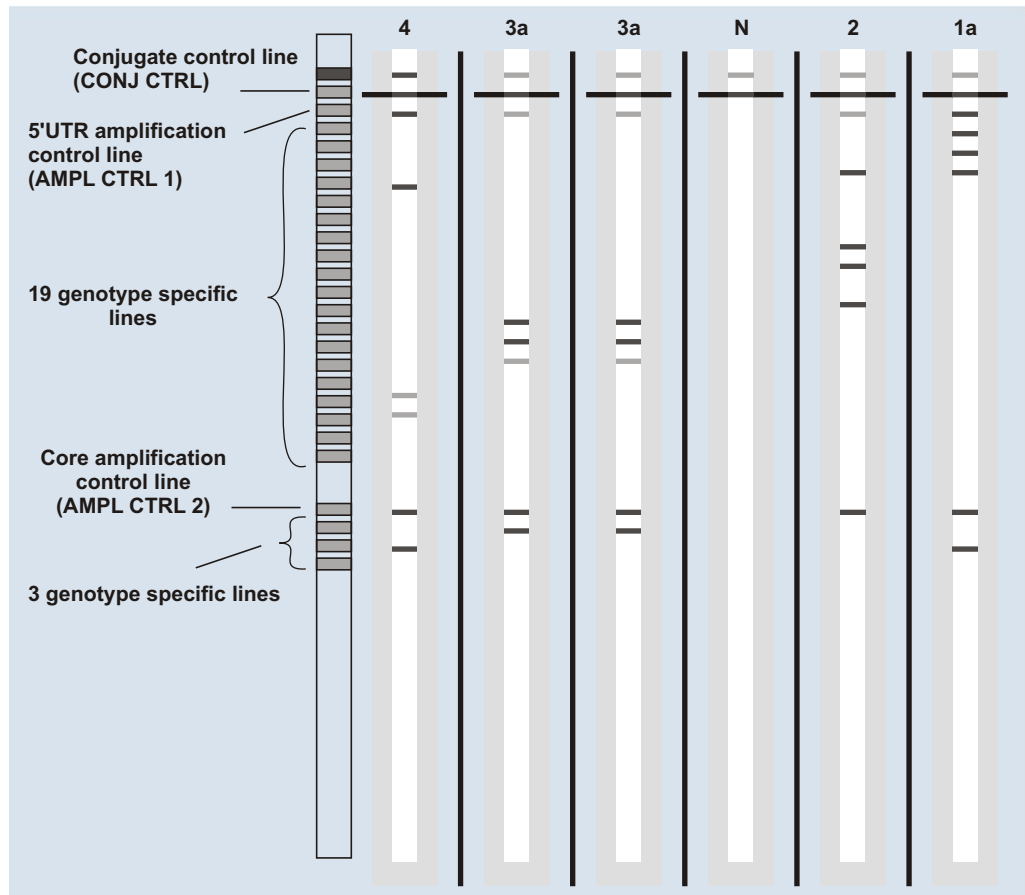 4 3a 3a N 2 1a
Conjugate control line
(CONJ CTRL)
5'UTR amplification
control line
(AMPL CTRL 1)
19 genotype specific
lines
Core amplification
control line
(AMPL CTRL 2)
3 genotype specific lines